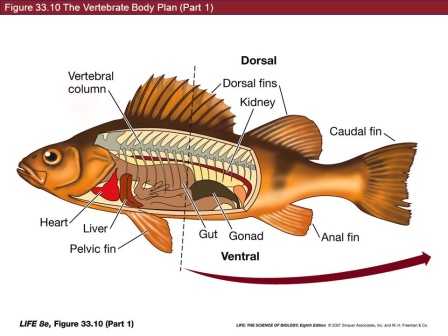 Figure 33.10 The Vertebrate Body Plan (Part 1)
Dorsal
Vertebral
column
Dorsal fins
Kidney
Caudal fin
Heart
Liver
Pelvic fin
Gut
Gonad
Anal fin
Ventral
LIFE 8e, Figure 33.10 (Part 1)
LIFE: THE SCIENCE OF BIOLOGY, Eighth Edition © 2007 Sinauer Associates, Inc. and W. H. Freeman & Co.